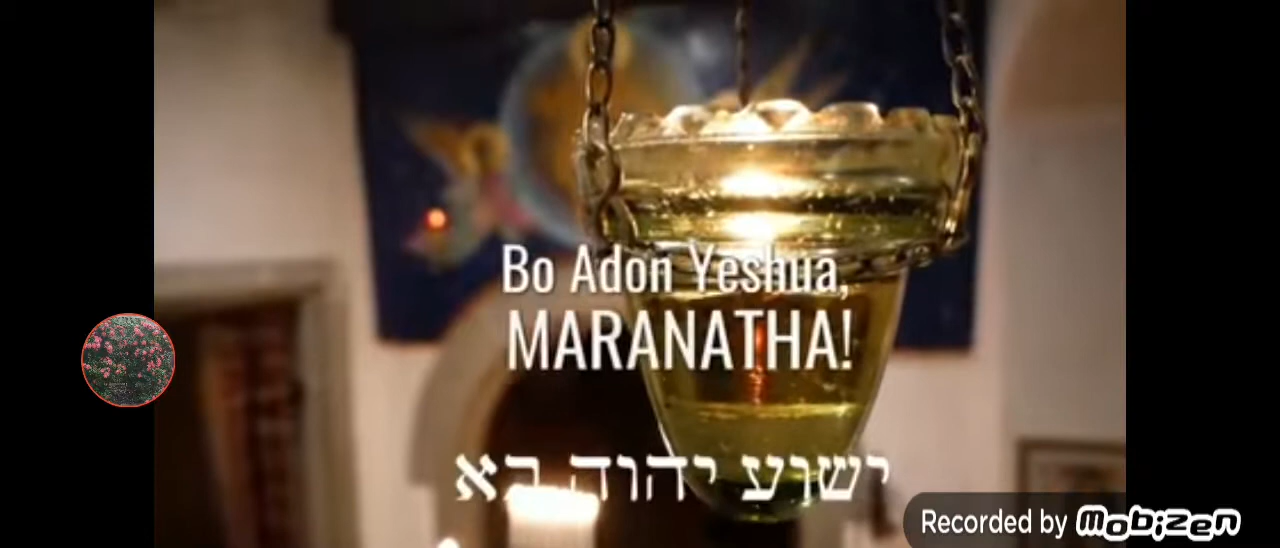 Bo Adon Yeshua,
MARANATHA!
ישוע יהוה בא
Recorded by Mobizen